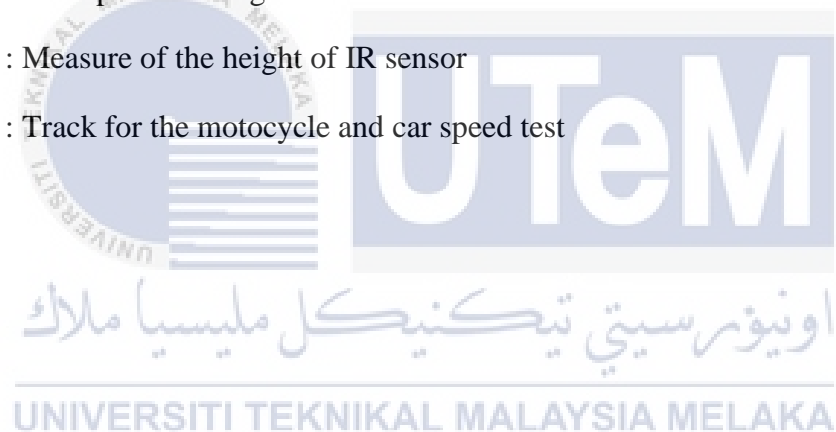 : Measure of the height of IR sensor
: Track for the motocycle and car speed test
UTeM
اونيۏرسيتي تيكنيكل مليسيا ملاك
UNIVERSITI TEKNIKAL MALAYSIA MELAKA